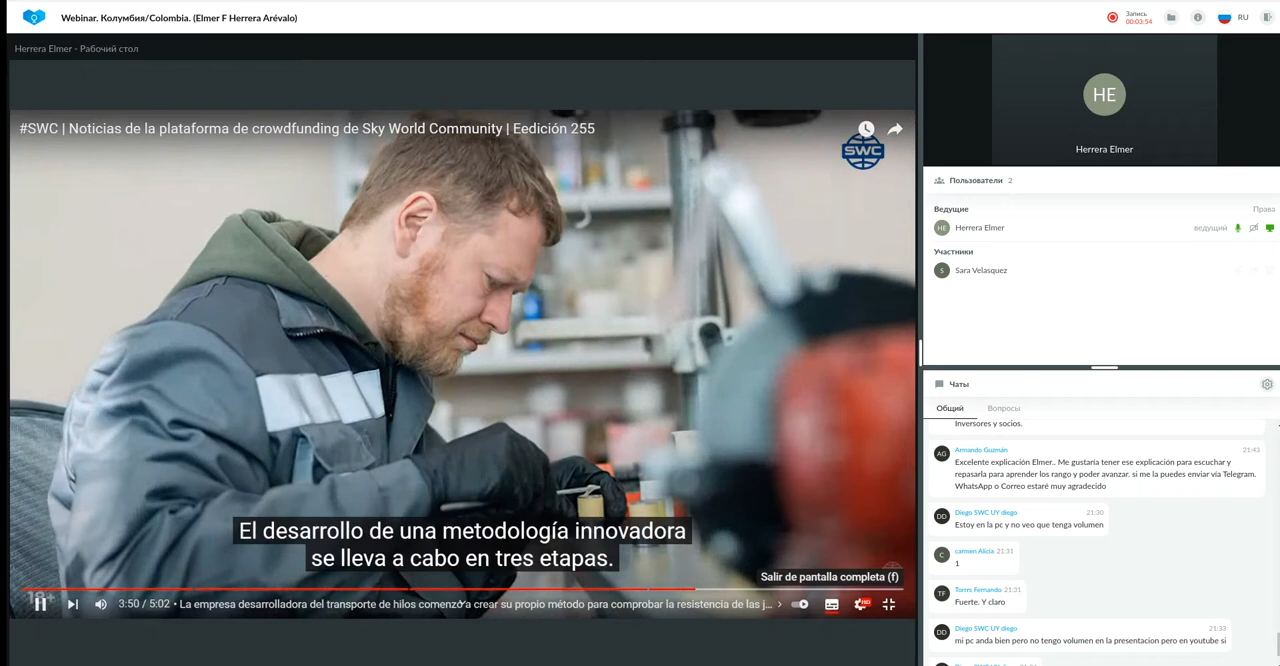 Webinar. Колумбия/Colombia. (Elmer F Herrera Arévalo)
Запись
00:03:54
RU
Herrera Elmer - Рабочий стол
#SWC | Noticias de la plataforma de crowdfunding de Sky World Community | Eedición 255
SWC
El desarrollo de una metodología innovadora
se lleva a cabo en tres etapas.
Salir de pantalla completa (f)
18+
3:50 / 5:02 • La empresa desarrolladora del transporte de hilos comenzó a crear su propio método para comprobar la resistencia de las j...
HD
HE
Herrera Elmer
Пользователи 2
Ведущие Права
HE Herrera Elmer ведущий
Участники
S Sara Velasquez
Чаты
Общий Вопросы
Inversores y socios.
AG Armando Guzmán 21:43
Excelente explicación Elmer.. Me gustaría tener ese explicación para escuchar y
repasarla para aprender los rango y poder avanzar. si me la puedes enviar vía Telegram.
WhatsApp o Correo estaré muy agradecido
DD Diego SWC UY diego 21:30
Estoy en la pc y no veo que tenga volumen
C carmen Alicia 21:31
1
TF Torrrs Fernando 21:31
Fuerte. Y claro
DD Diego SWC UY diego 21:33
mi pc anda bien pero no tengo volumen en la presentacion pero en youtube si